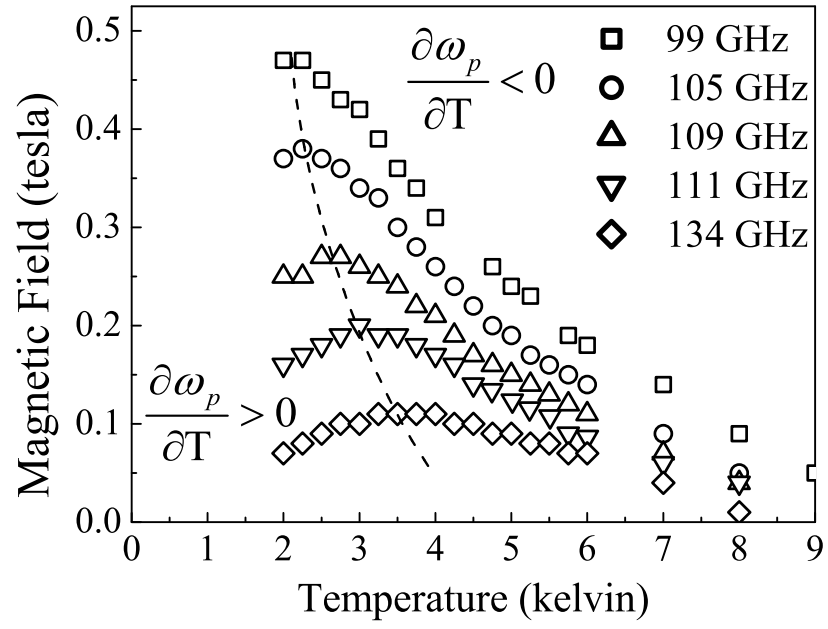 0.5
0.4
0.3
0.2
0.1
0.0
Magnetic Field (tesla)
0 1 2 3 4 5 6 7 8 9
Temperature (kelvin)
∂ωₚ/∂T < 0
∂ωₚ/∂T > 0
99 GHz
105 GHz
109 GHz
111 GHz
134 GHz